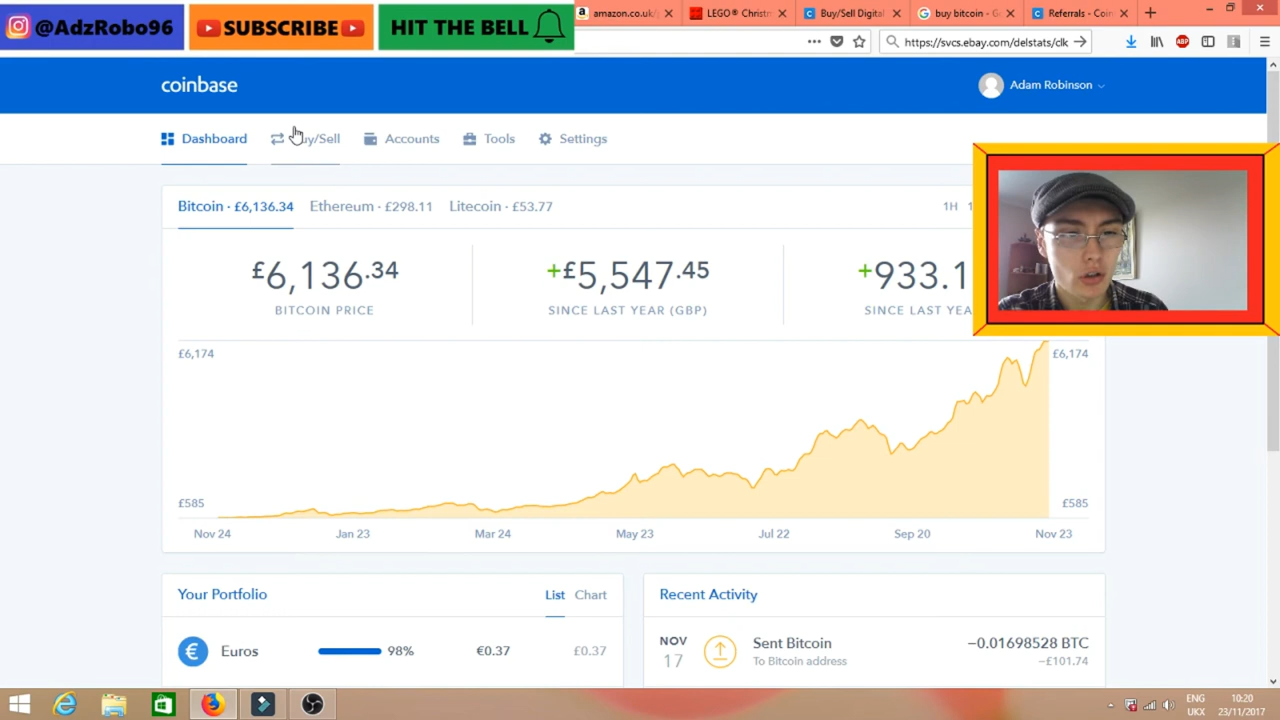 @AdzRobo96
SUBSCRIBE
HIT THE BELL
amazon.co.uk/
LEGO® Christm
Buy/Sell Digital
buy bitcoin - G
Referrals - Coin
https://svcs.ebay.com/delstats/clk
ABP
coinbase
Adam Robinson
Dashboard
uy/Sell
Accounts
Tools
Settings
Bitcoin · £6,136.34
Ethereum · £298.11
Litecoin · £53.77
1H
£6,136.34
+£5,547.45
+933.1
BITCOIN PRICE
SINCE LAST YEAR (GBP)
SINCE LAST YEA
£6,174
£6,174
£585
£585
Nov 24
Jan 23
Mar 24
May 23
Jul 22
Sep 20
Nov 23
Your Portfolio
List
Chart
Recent Activity
€
Euros
98%
€0.37
£0.37
NOV
17
Sent Bitcoin
To Bitcoin address
−0.01698528 BTC
−£101.74
ENG
UKX
10:20
23/11/2017